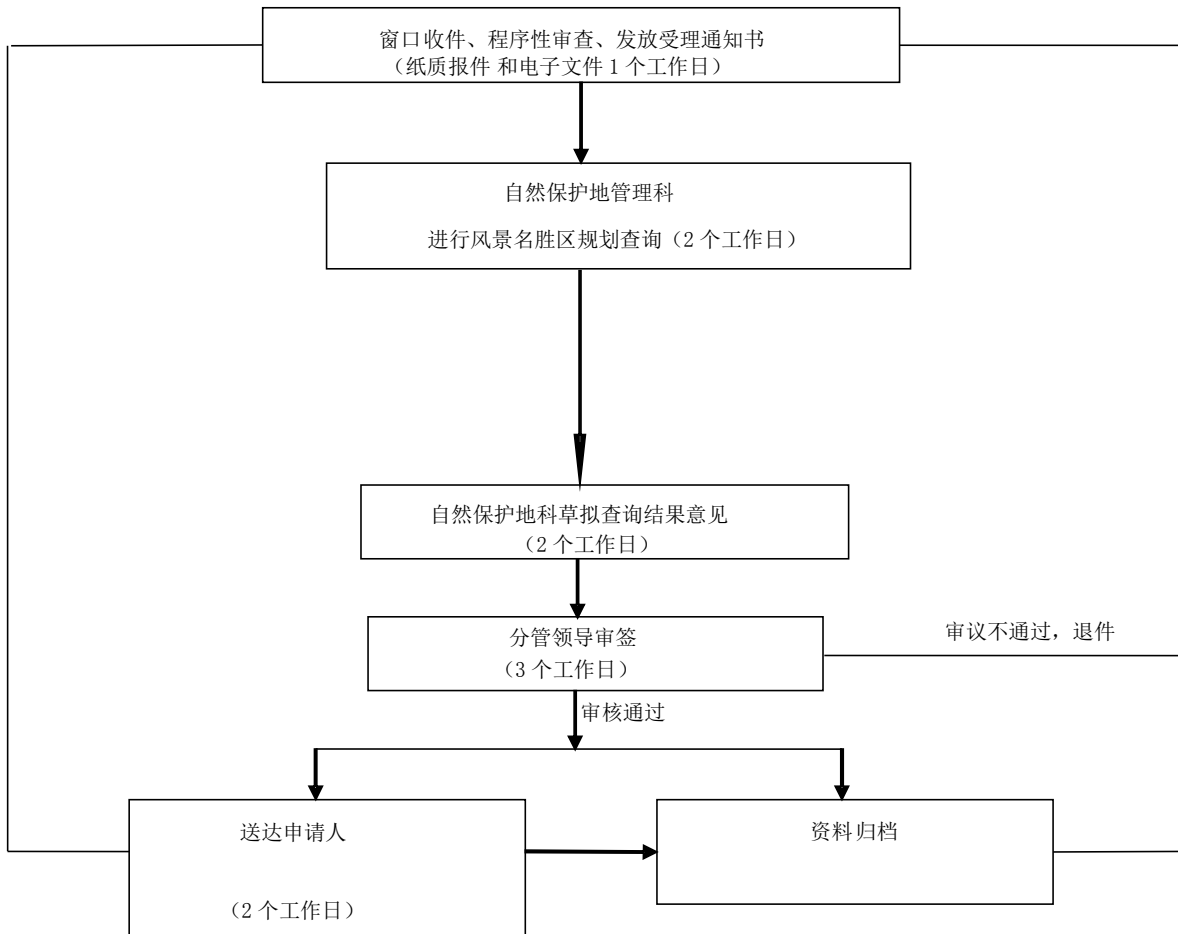 窗口收件、程序性审查、发放受理通知书
（纸质报件 和电子文件 1 个工作日）
自然保护地管理科
进行风景名胜区规划查询（2 个工作日）
自然保护地科草拟查询结果意见
（2 个工作日）
分管领导审签
（3 个工作日）
审议不通过，退件
审核通过
送达申请人
（2 个工作日）
资料归档